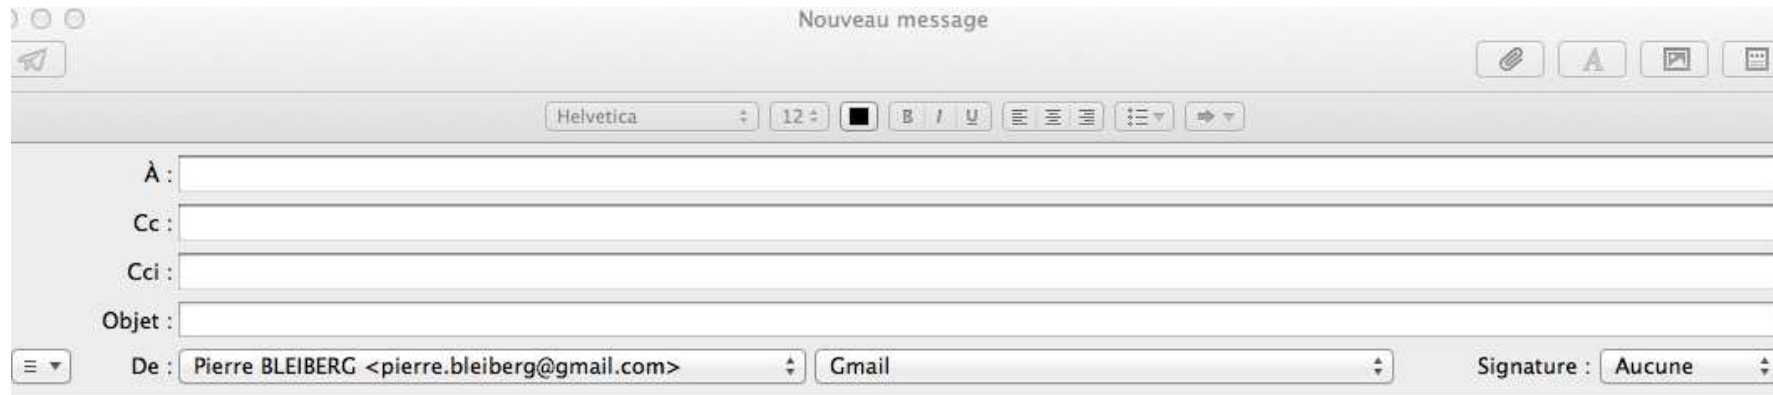 Nouveau message
Helvetica 12 B I U
À :
Cc :
Cci :
Objet :
De : Pierre BLEIBERG <pierre.bleiberg@gmail.com> Gmail Signature : Aucune